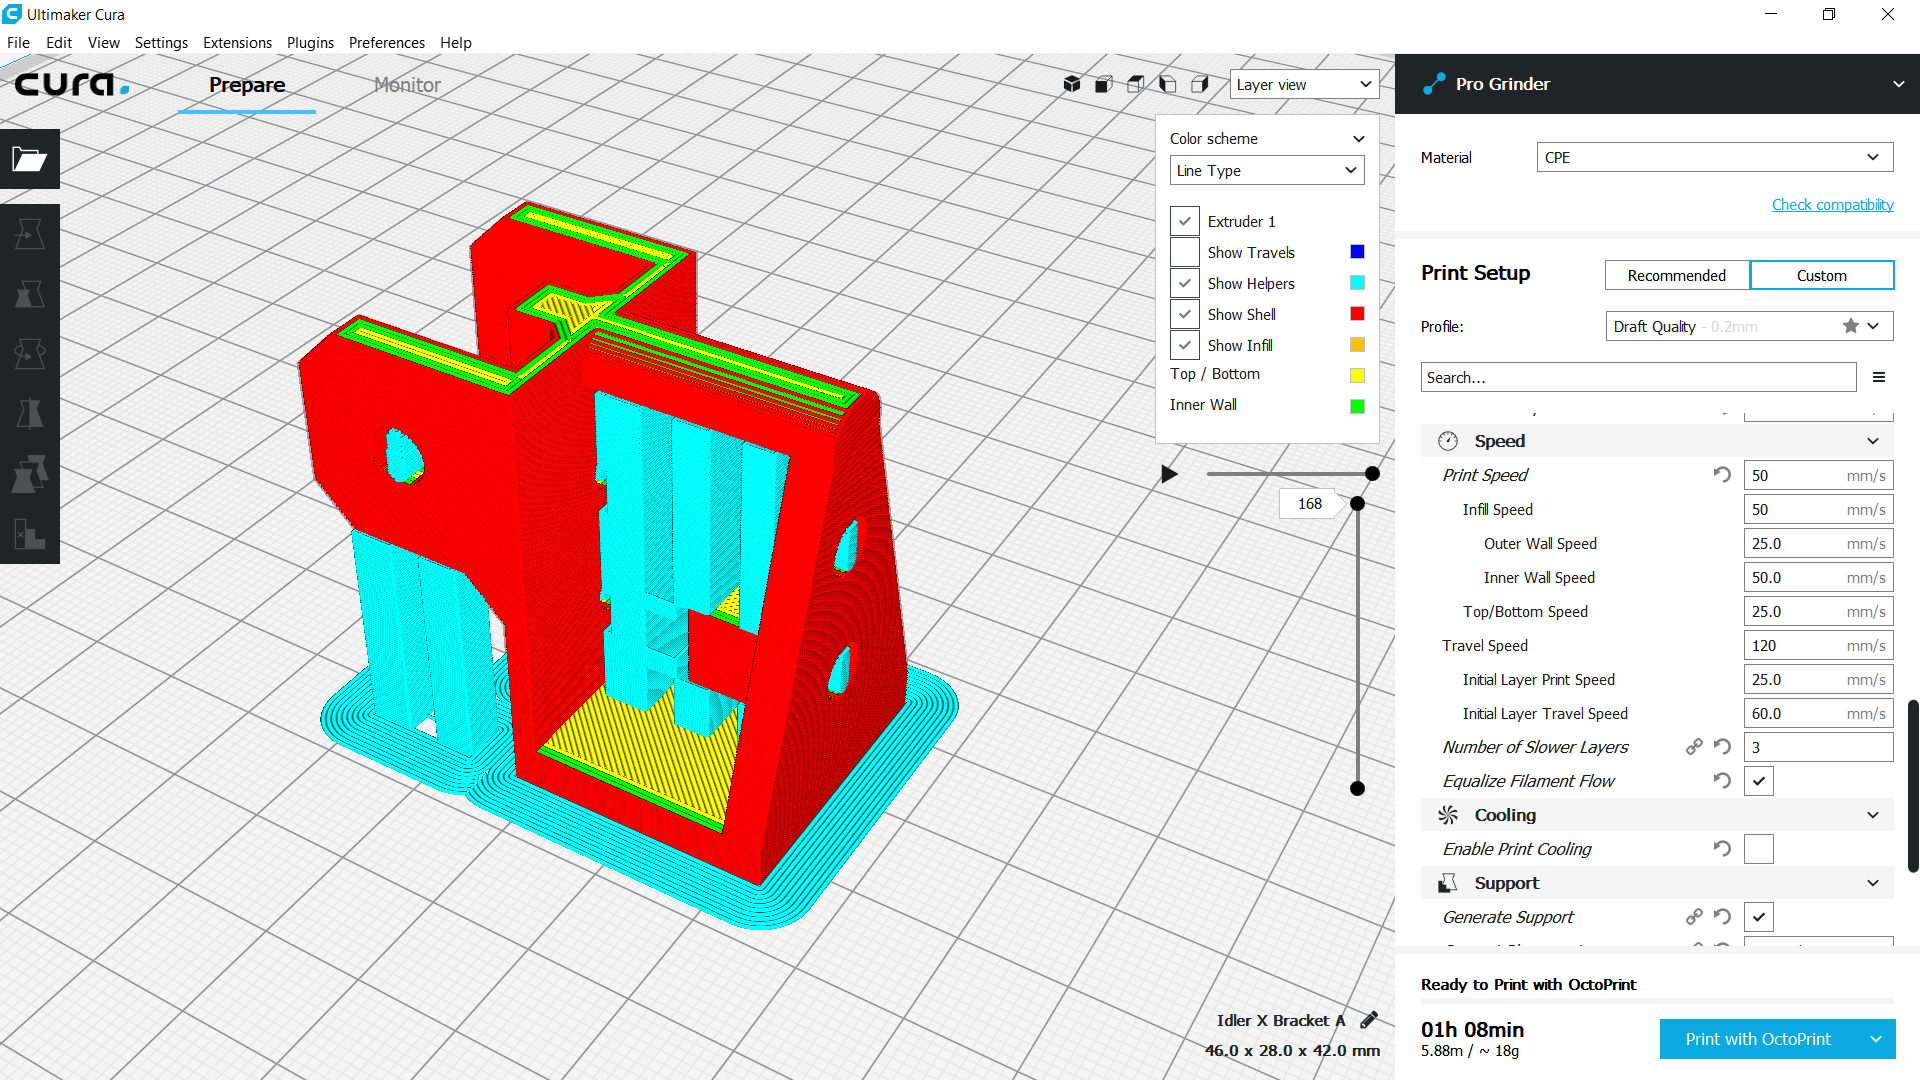 Ultimaker Cura
File Edit View Settings Extensions Plugins Preferences Help
cura.
Prepare Monitor
Layer view
Color scheme
Line Type
Extruder 1
Show Travels
Show Helpers
Show Shell
Show Infill
Top / Bottom
Inner Wall
168
Idler X Bracket A
46.0 x 28.0 x 42.0 mm
Pro Grinder
Material CPE
Check compatibility
Print Setup Recommended Custom
Profile: Draft Quality - 0.2mm
Search...
Speed
Print Speed 50 mm/s
Infill Speed 50 mm/s
Outer Wall Speed 25.0 mm/s
Inner Wall Speed 50.0 mm/s
Top/Bottom Speed 25.0 mm/s
Travel Speed 120 mm/s
Initial Layer Print Speed 25.0 mm/s
Initial Layer Travel Speed 60.0 mm/s
Number of Slower Layers 3
Equalize Filament Flow
Cooling
Enable Print Cooling
Support
Generate Support
Ready to Print with OctoPrint
01h 08min
5.88m / ~ 18g
Print with OctoPrint